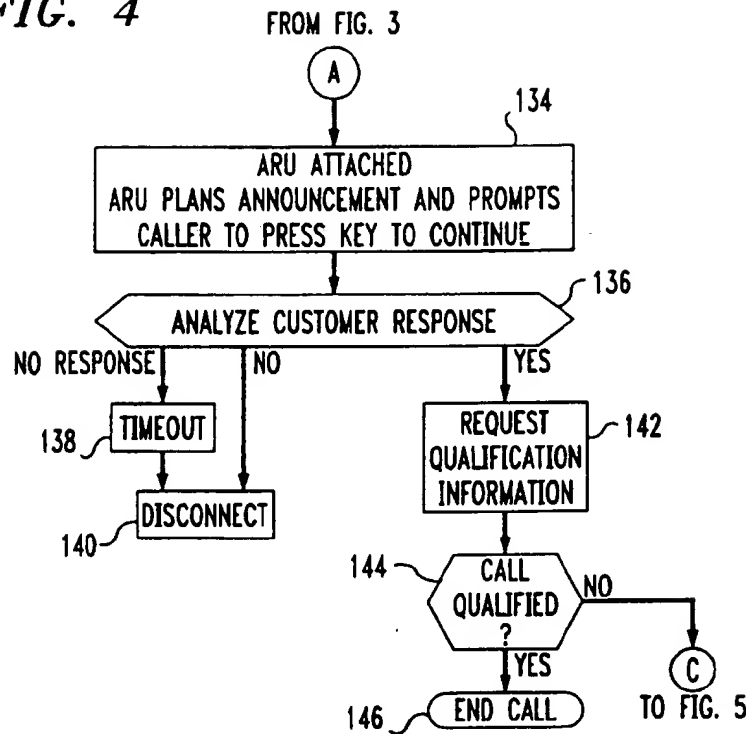 FIG. 4
FROM FIG. 3
A
134
ARU ATTACHED
ARU PLANS ANNOUNCEMENT AND PROMPTS
CALLER TO PRESS KEY TO CONTINUE
136
ANALYZE CUSTOMER RESPONSE
NO RESPONSE
NO
YES
138
TIMEOUT
REQUEST
QUALIFICATION
INFORMATION
142
140
DISCONNECT
144
CALL
QUALIFIED
?
NO
YES
C
TO FIG. 5
146
END CALL